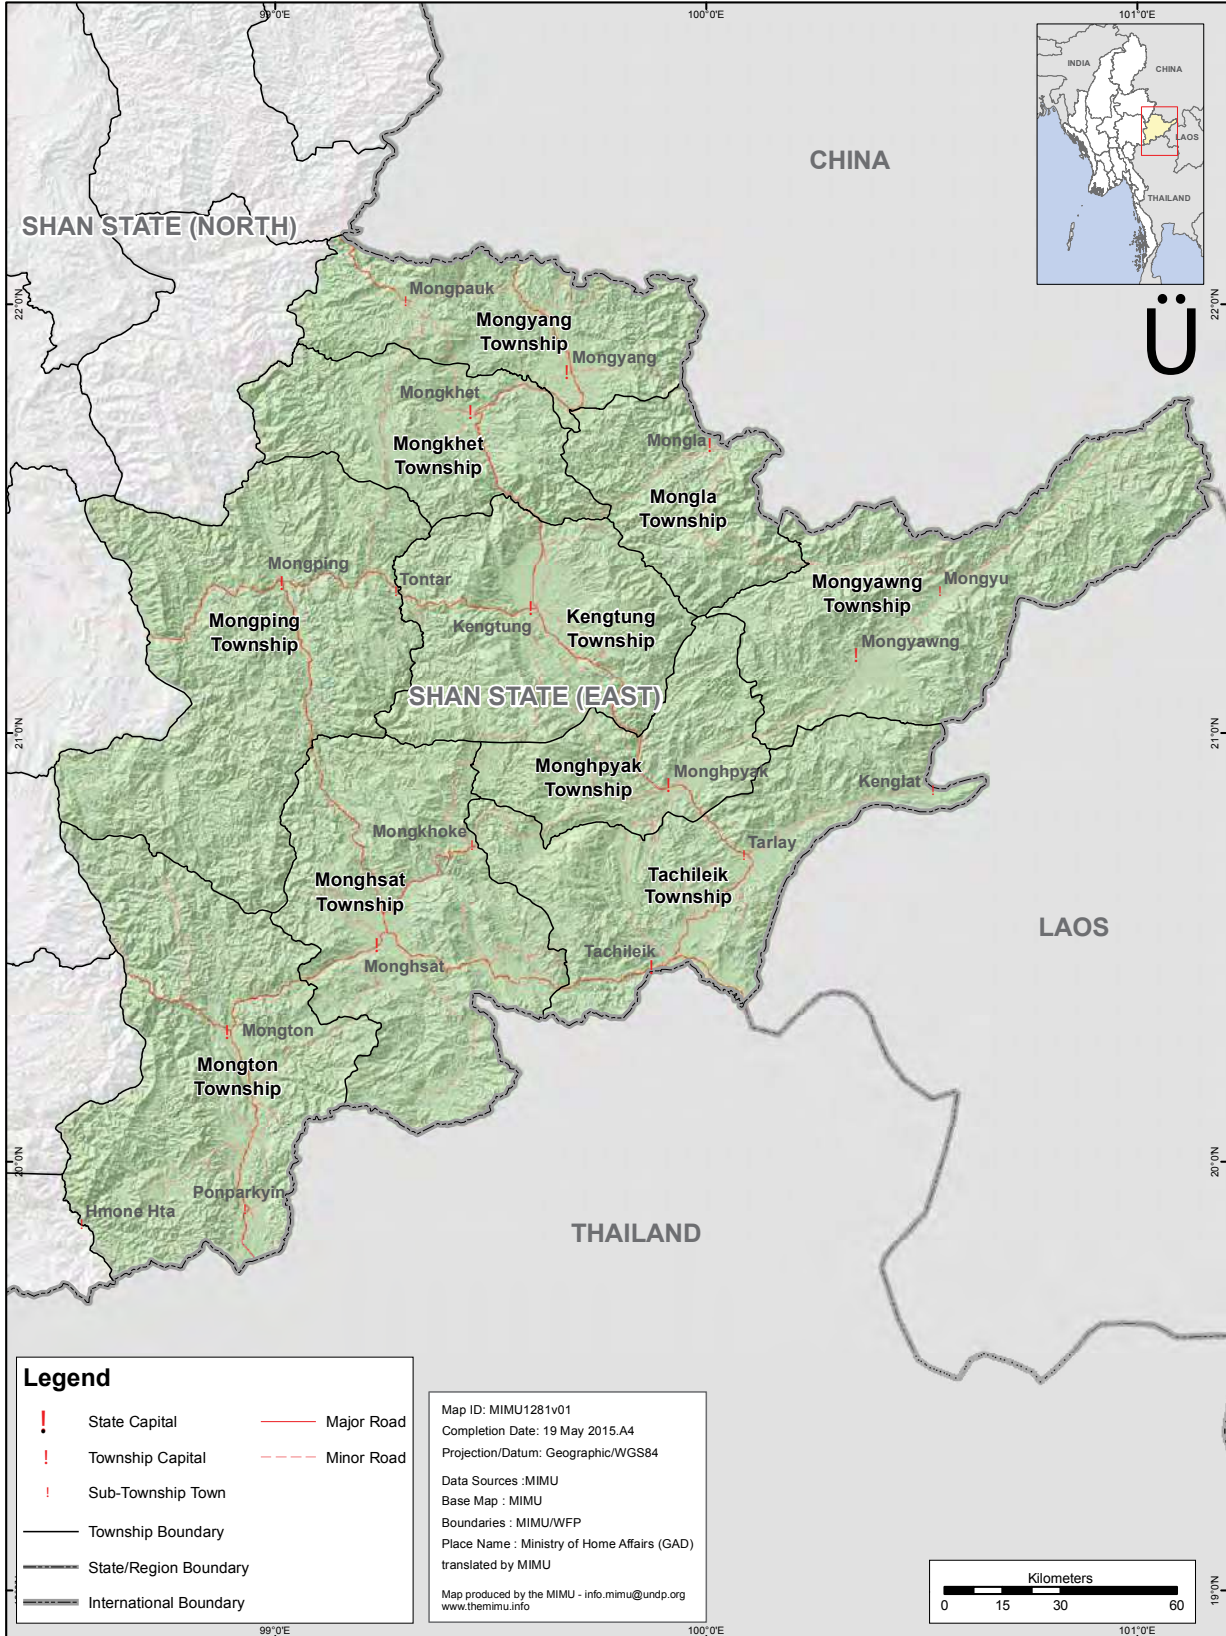 99°0'E
100°0'E
101°0'E
INDIA
CHINA
LAOS
THAILAND
CHINA
SHAN STATE (NORTH)
22°0'N
22°0'N
Ü
Mongpauk
Mongyang
Township
Mongyang
Mongkhet
Mongkhet
Township
Mongla
Mongla
Township
Mongping
Tontar
Mongyawng
Township
Mongyu
Mongping
Township
Kengtung
Kengtung
Township
Mongyawng
SHAN STATE (EAST)
21°0'N
21°0'N
Monghpyak
Township
Monghpyak
Kenglat
Mongkhoke
Tarlay
Monghsat
Township
Tachileik
Township
LAOS
Monghsat
Tachileik
Mongton
Mongton
Township
20°0'N
20°0'N
Ponparkyin
Hmone Hta
THAILAND
Legend
! State Capital
! Township Capital
! Sub-Township Town
Township Boundary
State/Region Boundary
International Boundary
Major Road
Minor Road
Map ID: MIMU1281v01
Completion Date: 19 May 2015.A4
Projection/Datum: Geographic/WGS84
Data Sources :MIMU
Base Map : MIMU
Boundaries : MIMU/WFP
Place Name : Ministry of Home Affairs (GAD)
translated by MIMU
Map produced by the MIMU - info.mimu@undp.org
www.themimu.info
Kilometers
0 15 30 60
19°0'N
19°0'N
99°0'E
100°0'E
101°0'E